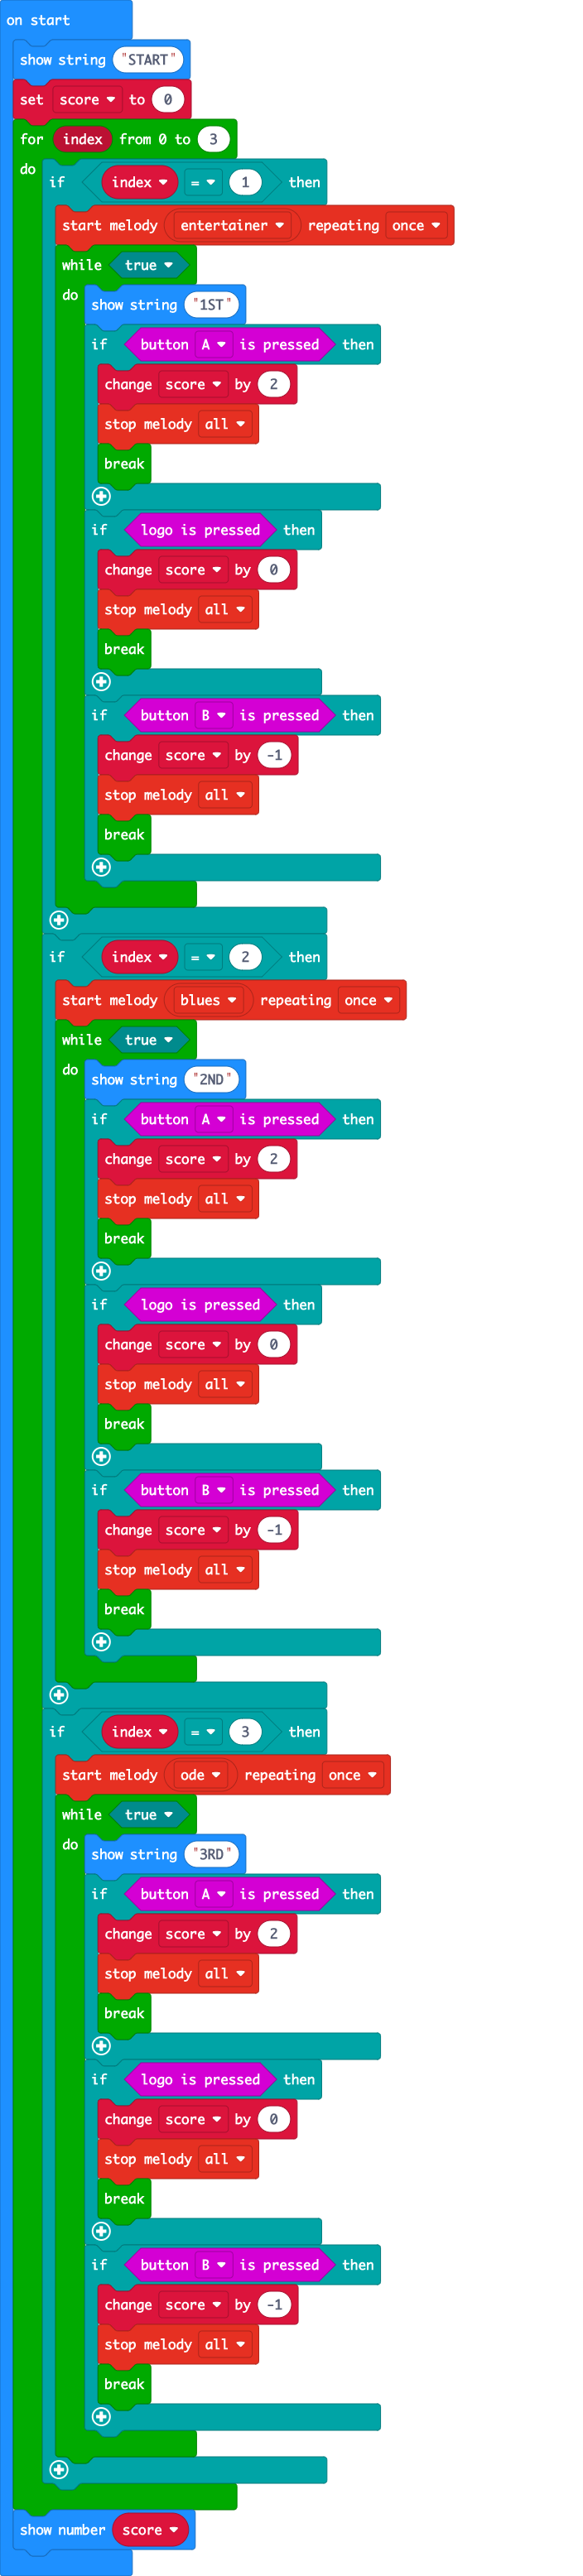 on start
show string "START"
set score to 0
for index from 0 to 3
do
if index = 1 then
start melody entertainer repeating once
while true
do
show string "1ST"
if button A is pressed then
change score by 2
stop melody all
break
if logo is pressed then
change score by 0
stop melody all
break
if button B is pressed then
change score by -1
stop melody all
break
if index = 2 then
start melody blues repeating once
while true
do
show string "2ND"
if button A is pressed then
change score by 2
stop melody all
break
if logo is pressed then
change score by 0
stop melody all
break
if button B is pressed then
change score by -1
stop melody all
break
if index = 3 then
start melody ode repeating once
while true
do
show string "3RD"
if button A is pressed then
change score by 2
stop melody all
break
if logo is pressed then
change score by 0
stop melody all
break
if button B is pressed then
change score by -1
stop melody all
break
show number score